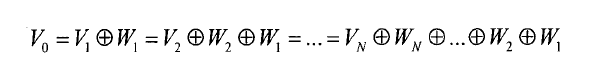 V₀ = V₁ ⊕ W₁ = V₂ ⊕ W₂ ⊕ W₁ = ... = V_N ⊕ W_N ⊕ ... ⊕ W₂ ⊕ W₁